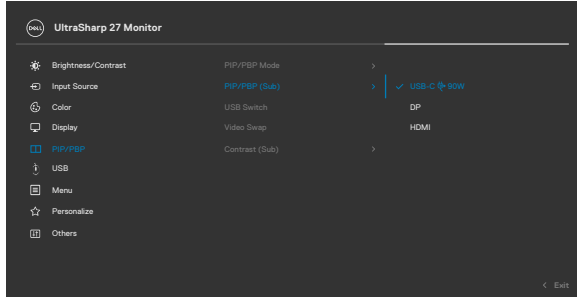 DELL UltraSharp 27 Monitor
Brightness/Contrast PIP/PBP Mode
Input Source PIP/PBP (Sub) USB-C 90W
Color USB Switch DP
Display Video Swap HDMI
PIP/PBP Contrast (Sub)
USB
Menu
Personalize
Others
Exit